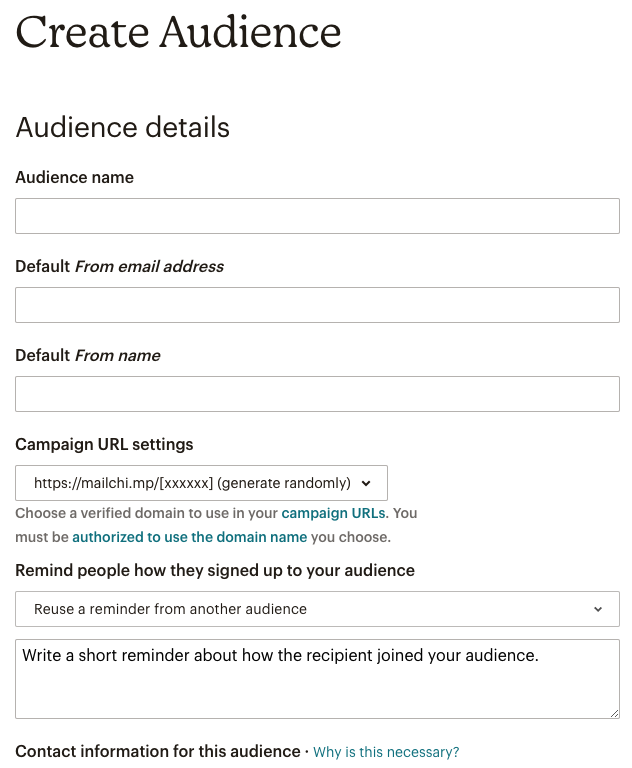 Create Audience
Audience details
Audience name
Default From email address
Default From name
Campaign URL settings
https://mailchi.mp/[xxxxxx] (generate randomly)
Choose a verified domain to use in your campaign URLs. You
must be authorized to use the domain name you choose.
Remind people how they signed up to your audience
Reuse a reminder from another audience
Write a short reminder about how the recipient joined your audience.
Contact information for this audience · Why is this necessary?